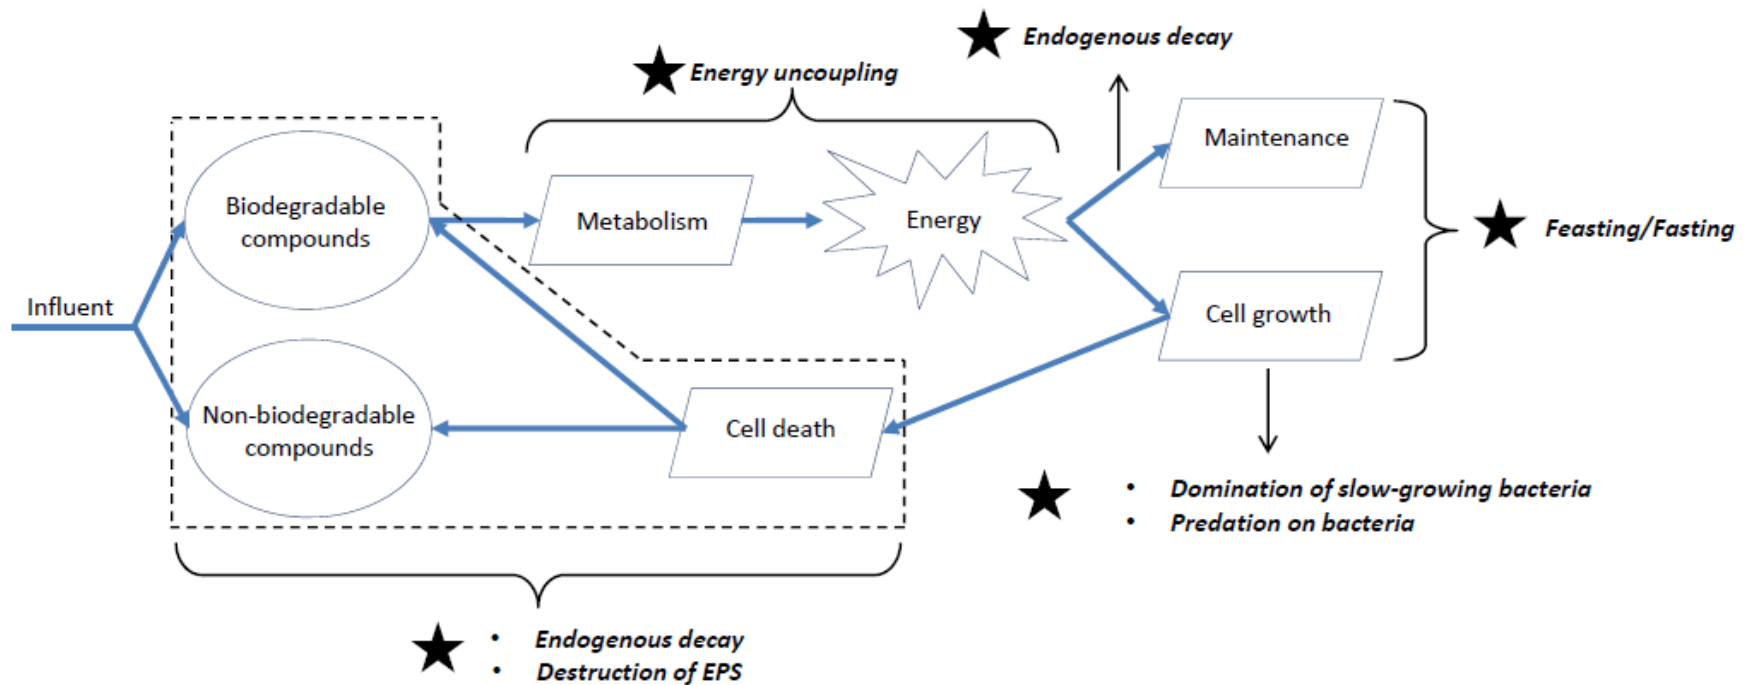 Endogenous decay
Energy uncoupling
Maintenance
Biodegradable
compounds
Metabolism
Energy
Feasting/Fasting
Influent
Cell growth
Non-biodegradable
compounds
Cell death
• Domination of slow-growing bacteria
• Predation on bacteria
• Endogenous decay
• Destruction of EPS